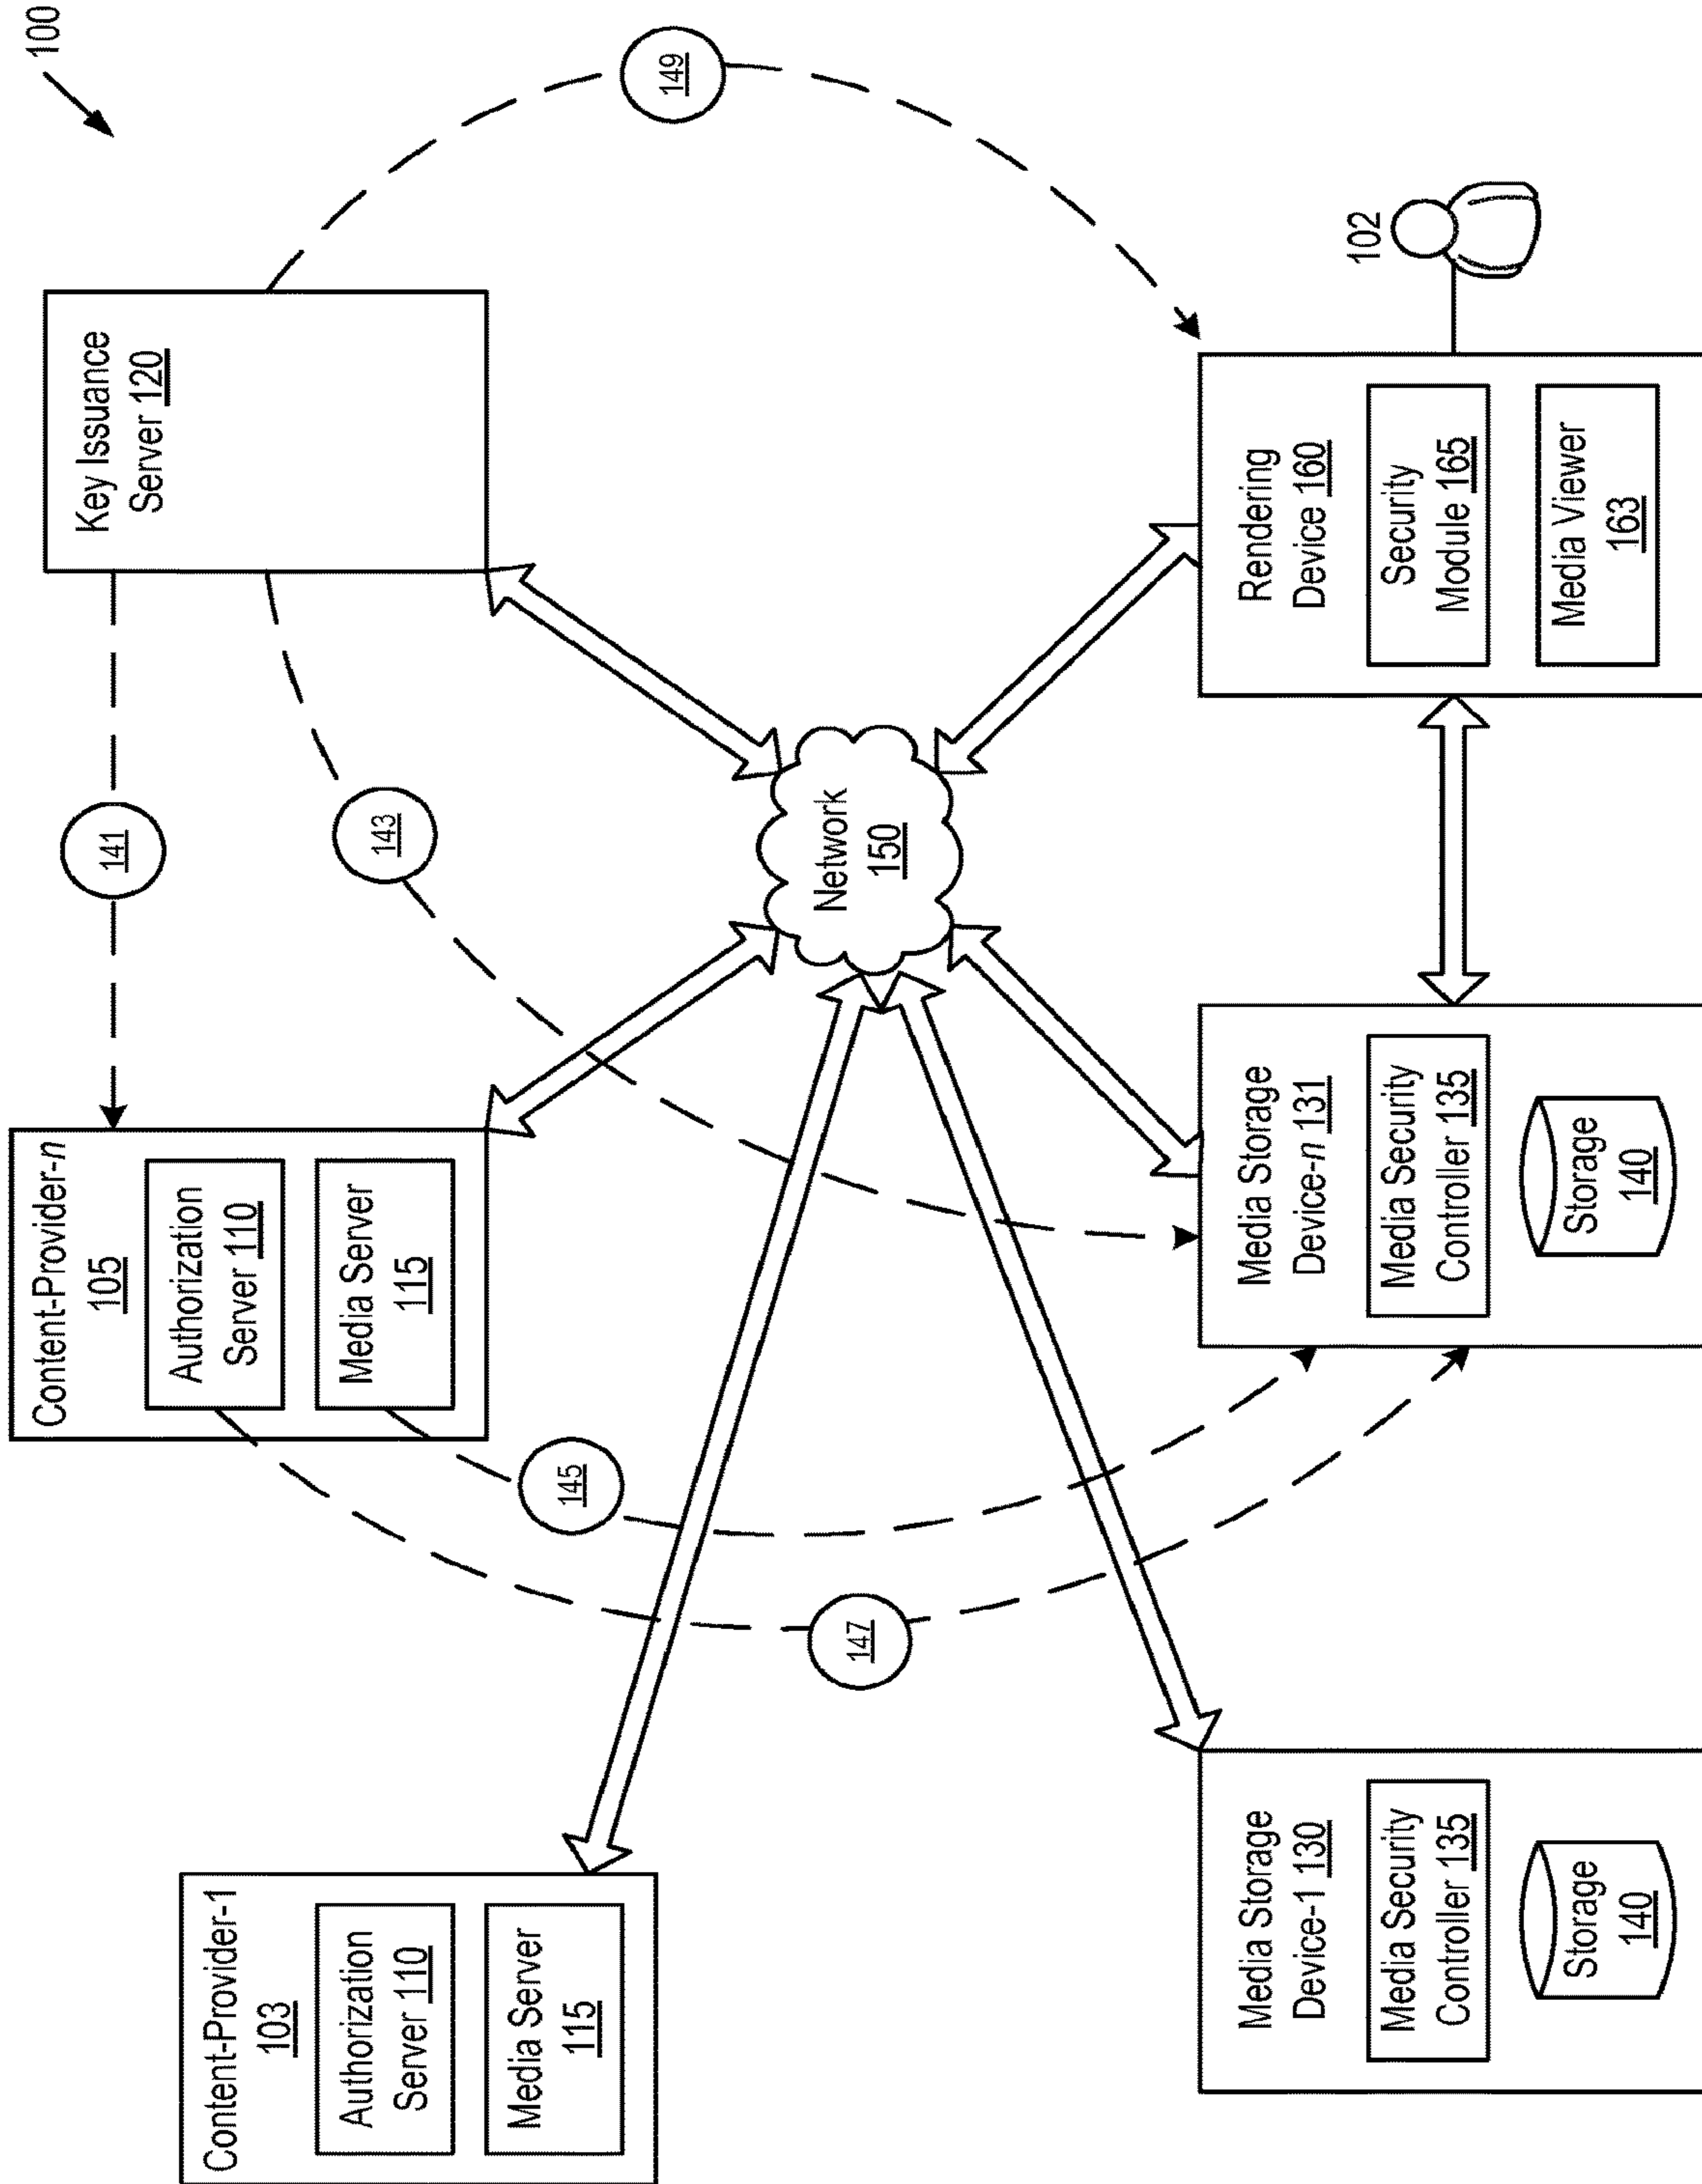 100
Content-Provider-1
103
Authorization
Server 110
Media Server
115
Content-Provider-n
105
Authorization
Server 110
Media Server
115
Key Issuance
Server 120
141
143
145
147
149
Network
150
Media Storage
Device-1 130
Media Security
Controller 135
Storage
140
Media Storage
Device-n 131
Media Security
Controller 135
Storage
140
Rendering
Device 160
Security
Module 165
Media Viewer
163
102